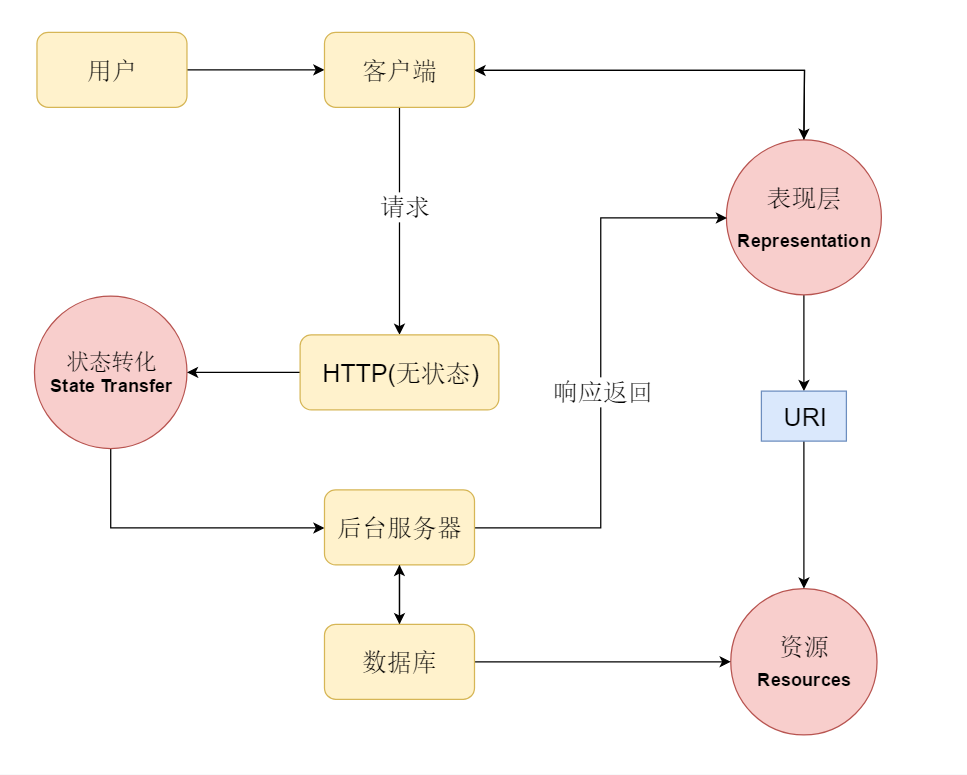 用户
客户端
表现层
Representation
请求
状态转化
State Transfer
HTTP(无状态)
响应返回
URI
后台服务器
数据库
资源
Resources